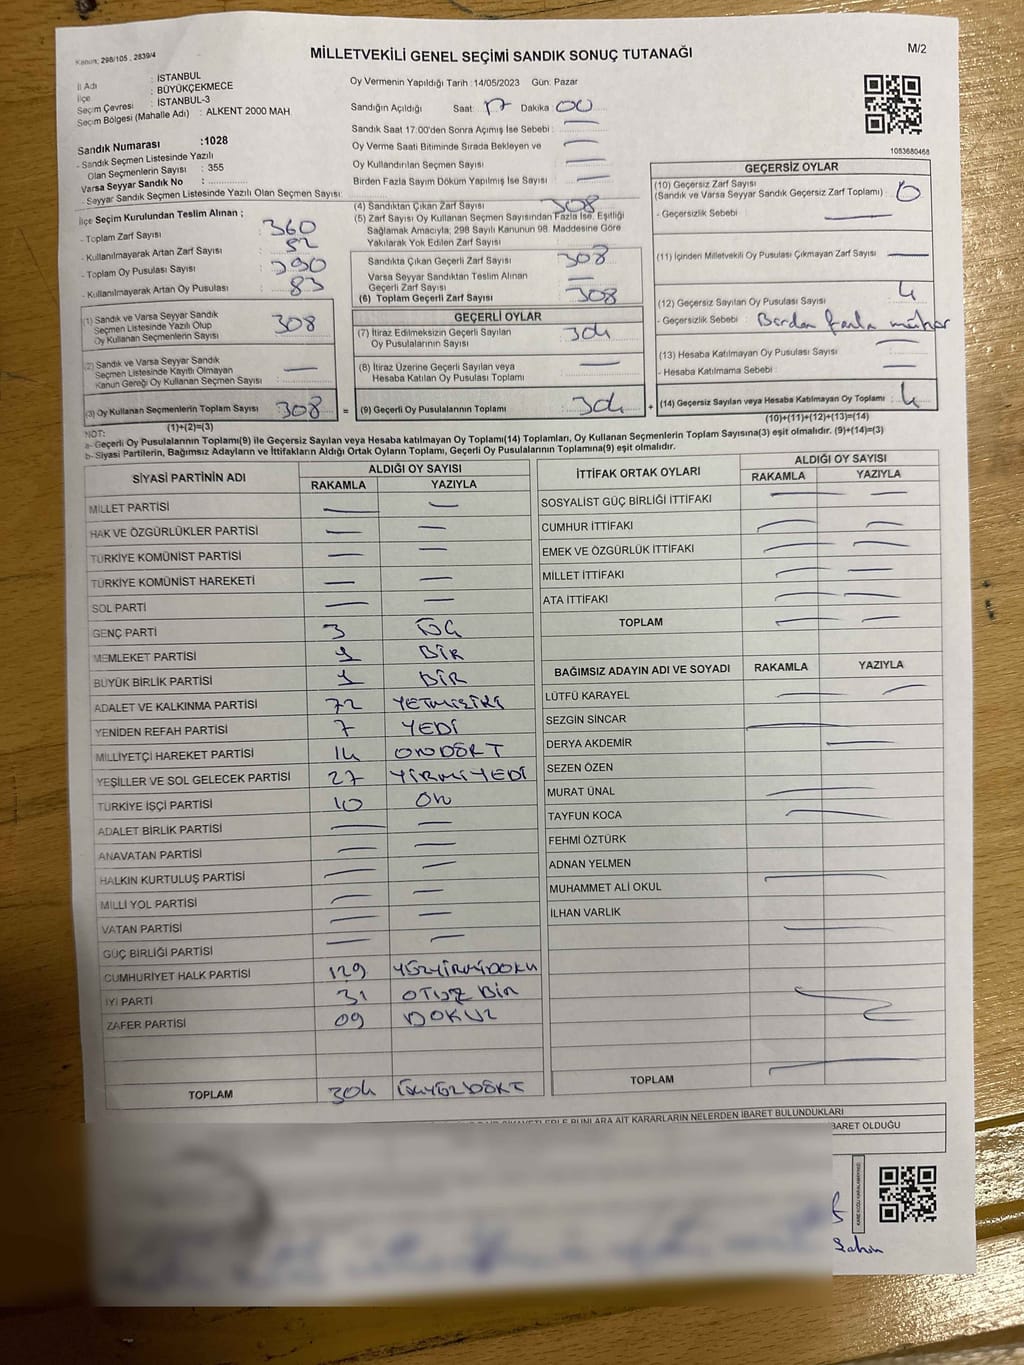 Kanun; 298/105 , 2839/4
MİLLETVEKİLİ GENEL SEÇİMİ SANDIK SONUÇ TUTANAĞI
M/2
İl Adı : İSTANBUL
İlçe : BÜYÜKÇEKMECE
Seçim Çevresi : İSTANBUL-3
Seçim Bölgesi (Mahalle Adı) : ALKENT 2000 MAH
Oy Vermenin Yapıldığı Tarih : 14/05/2023 Gün: Pazar
Sandığın Açıldığı Saat: 17 Dakika 00
Sandık Saat 17:00'den Sonra Açılmış İse Sebebi : —
Oy Verme Saati Bitiminde Sırada Bekleyen ve
Oy Kullandırılan Seçmen Sayısı : —
Birden Fazla Sayım Döküm Yapılmış İse Sayısı : —
1083680468
Sandık Numarası :1028
- Sandık Seçmen Listesinde Yazılı
Olan Seçmenlerin Sayısı : 355
Varsa Seyyar Sandık No :
- Seyyar Sandık Seçmen Listesinde Yazılı Olan Seçmen Sayısı:
İlçe Seçim Kurulundan Teslim Alınan ;
- Toplam Zarf Sayısı : 360
- Kullanılmayarak Artan Zarf Sayısı : 52
- Toplam Oy Pusulası Sayısı : 390
- Kullanılmayarak Artan Oy Pusulası : 83
(1) Sandık ve Varsa Seyyar Sandık
Seçmen Listesinde Yazılı Olup
Oy Kullanan Seçmenlerin Sayısı : 308
(2) Sandık ve Varsa Seyyar Sandık
Seçmen Listesinde Kayıtlı Olmayan
Kanun Gereği Oy Kullanan Seçmen Sayısı : —
(3) Oy Kullanan Seçmenlerin Toplam Sayısı : 308 =
(1)+(2)=(3)
(4) Sandıktan Çıkan Zarf Sayısı : 308
(5) Zarf Sayısı Oy Kullanan Seçmen Sayısından Fazla İse, Eşitliği
Sağlamak Amacıyla, 298 Sayılı Kanunun 98. Maddesine Göre
Yakılarak Yok Edilen Zarf Sayısı :
Sandıkta Çıkan Geçerli Zarf Sayısı : 308
Varsa Seyyar Sandıktan Teslim Alınan
Geçerli Zarf Sayısı : —
(6) Toplam Geçerli Zarf Sayısı : 308
GEÇERLİ OYLAR
(7) İtiraz Edilmeksizin Geçerli Sayılan
Oy Pusulalarının Sayısı : 304
(8) İtiraz Üzerine Geçerli Sayılan veya
Hesaba Katılan Oy Pusulası Toplamı : —
(9) Geçerli Oy Pusulalarının Toplamı : 304 +
GEÇERSİZ OYLAR
(10) Geçersiz Zarf Sayısı
(Sandık ve Varsa Seyyar Sandık Geçersiz Zarf Toplamı) : 0
- Geçersizlik Sebebi : —
(11) İçinden Milletvekili Oy Pusulası Çıkmayan Zarf Sayısı : —
(12) Geçersiz Sayılan Oy Pusulası Sayısı : 4
- Geçersizlik Sebebi : Birden fazla mühür
(13) Hesaba Katılmayan Oy Pusulası Sayısı : —
- Hesaba Katılmama Sebebi : —
(14) Geçersiz Sayılan veya Hesaba Katılmayan Oy Toplamı : 4
(10)+(11)+(12)+(13)=(14)
NOT:
a- Geçerli Oy Pusulalarının Toplamı(9) ile Geçersiz Sayılan veya Hesaba katılmayan Oy Toplamı(14) Toplamları, Oy Kullanan Seçmenlerin Toplam Sayısına(3) eşit olmalıdır. (9)+(14)=(3)
b- Siyasi Partilerin, Bağımsız Adayların ve İttifakların Aldığı Ortak Oyların Toplamı, Geçerli Oy Pusulalarının Toplamına(9) eşit olmalıdır.
SİYASİ PARTİNİN ADI ALDIĞI OY SAYISI
RAKAMLA YAZIYLA
MİLLET PARTİSİ — —
HAK VE ÖZGÜRLÜKLER PARTİSİ — —
TÜRKİYE KOMÜNİST PARTİSİ — —
TÜRKİYE KOMÜNİST HAREKETİ — —
SOL PARTİ — —
GENÇ PARTİ 3 ÜÇ
MEMLEKET PARTİSİ 1 BİR
BÜYÜK BİRLİK PARTİSİ 1 BİR
ADALET VE KALKINMA PARTİSİ 72 YETMİŞİKİ
YENİDEN REFAH PARTİSİ 7 YEDİ
MİLLİYETÇİ HAREKET PARTİSİ 14 ONDÖRT
YEŞİLLER VE SOL GELECEK PARTİSİ 27 YİRMİYEDİ
TÜRKİYE İŞÇİ PARTİSİ 10 ON
ADALET BİRLİK PARTİSİ — —
ANAVATAN PARTİSİ — —
HALKIN KURTULUŞ PARTİSİ — —
MİLLİ YOL PARTİSİ — —
VATAN PARTİSİ — —
GÜÇ BİRLİĞİ PARTİSİ — —
CUMHURİYET HALK PARTİSİ 129 YÜZYİRMİDOKU
İYİ PARTİ 31 OTUZ BİR
ZAFER PARTİSİ 09 DOKUZ
TOPLAM 304 ÜÇYÜZDÖRT
İTTİFAK ORTAK OYLARI ALDIĞI OY SAYISI
RAKAMLA YAZIYLA
SOSYALİST GÜÇ BİRLİĞİ İTTİFAKI — —
CUMHUR İTTİFAKI — —
EMEK VE ÖZGÜRLÜK İTTİFAKI — —
MİLLET İTTİFAKI — —
ATA İTTİFAKI — —
TOPLAM — —
BAĞIMSIZ ADAYIN ADI VE SOYADI RAKAMLA YAZIYLA
LÜTFÜ KARAYEL
SEZGİN SİNCAR
DERYA AKDEMİR
SEZEN ÖZEN
MURAT ÜNAL
TAYFUN KOCA
FEHMİ ÖZTÜRK
ADNAN YELMEN
MUHAMMET ALİ OKUL
İLHAN VARLIK
TOPLAM
BUNLARA AİT KARARLARIN NELERDEN İBARET BULUNDUKLARI
İBARET OLDUĞU
Şahin